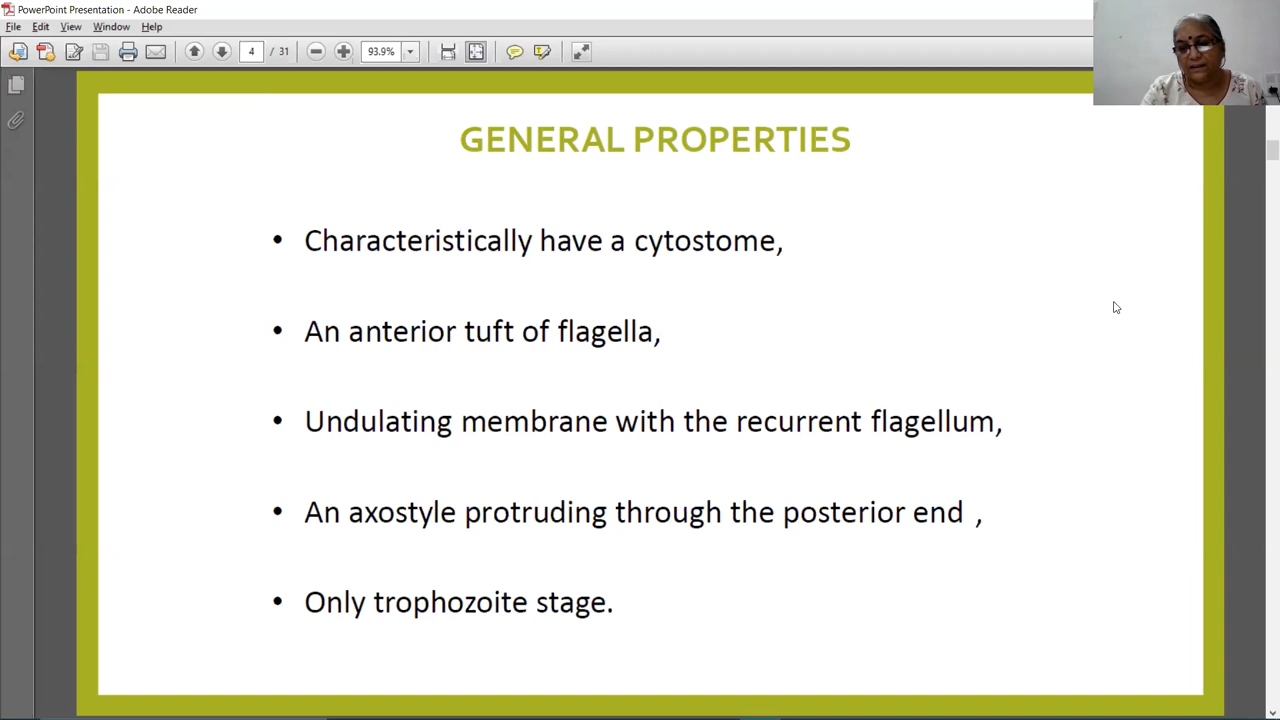 PowerPoint Presentation - Adobe Reader
File Edit View Window Help
4 / 31 93.9%
GENERAL PROPERTIES
• Characteristically have a cytostome,
• An anterior tuft of flagella,
• Undulating membrane with the recurrent flagellum,
• An axostyle protruding through the posterior end ,
• Only trophozoite stage.